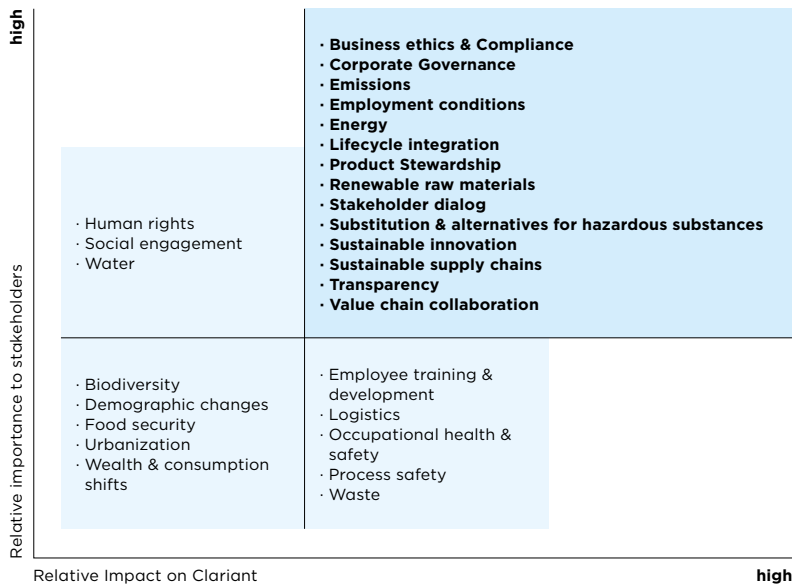 high
Relative importance to stakeholders
· Business ethics & Compliance
· Corporate Governance
· Emissions
· Employment conditions
· Energy
· Lifecycle integration
· Product Stewardship
· Renewable raw materials
· Stakeholder dialog
· Substitution & alternatives for hazardous substances
· Sustainable innovation
· Sustainable supply chains
· Transparency
· Value chain collaboration
· Human rights
· Social engagement
· Water
· Biodiversity
· Demographic changes
· Food security
· Urbanization
· Wealth & consumption
shifts
· Employee training &
development
· Logistics
· Occupational health &
safety
· Process safety
· Waste
Relative Impact on Clariant
high